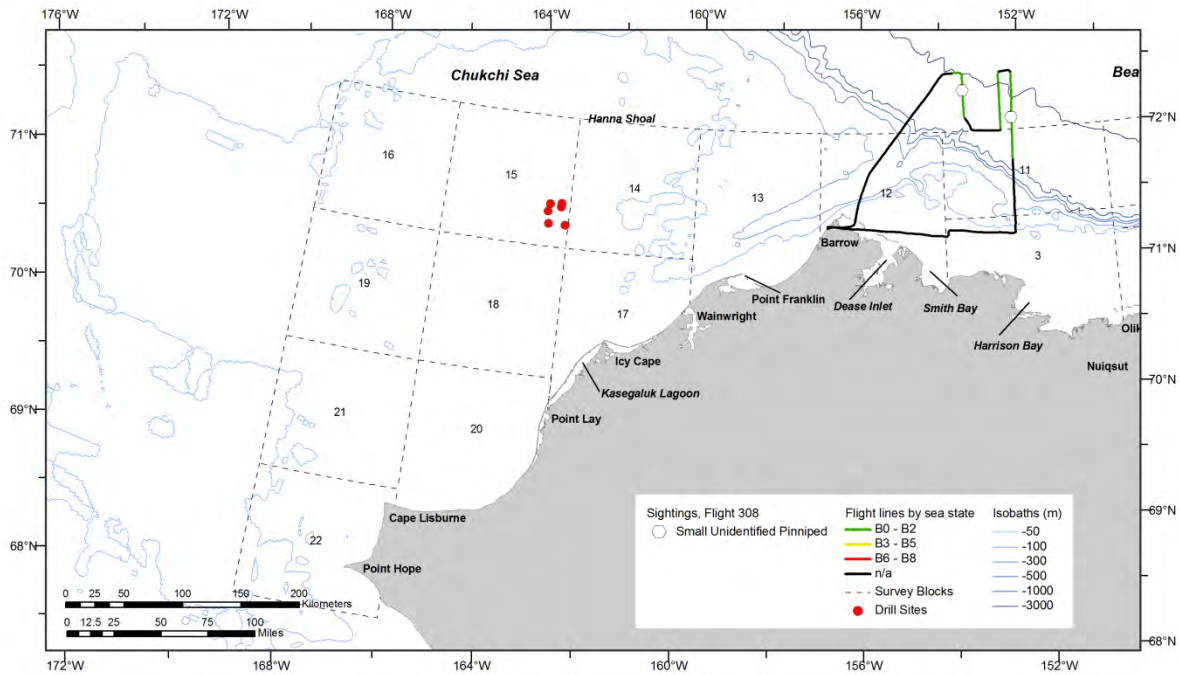 176°W 172°W 168°W 164°W 160°W 156°W 152°W
Chukchi Sea
Bea
Hanna Shoal
72°N
71°N
16
15
14
13
12
11
Barrow
71°N
3
70°N
19
18
17
Point Franklin
Dease Inlet
Smith Bay
Wainwright
Harrison Bay
Olik
Icy Cape
Nuiqsut
Kasegaluk Lagoon
70°N
69°N
21
20
Point Lay
Cape Lisburne
69°N
68°N
22
Point Hope
68°N
Sightings, Flight 308
Small Unidentified Pinniped
Flight lines by sea state
B0 - B2
B3 - B5
B6 - B8
n/a
Survey Blocks
Drill Sites
Isobaths (m)
-50
-100
-300
-500
-1000
-3000
0 25 50 100 150 200
Kilometers
0 12.5 25 50 75 100
Miles
172°W 168°W 164°W 160°W 156°W 152°W